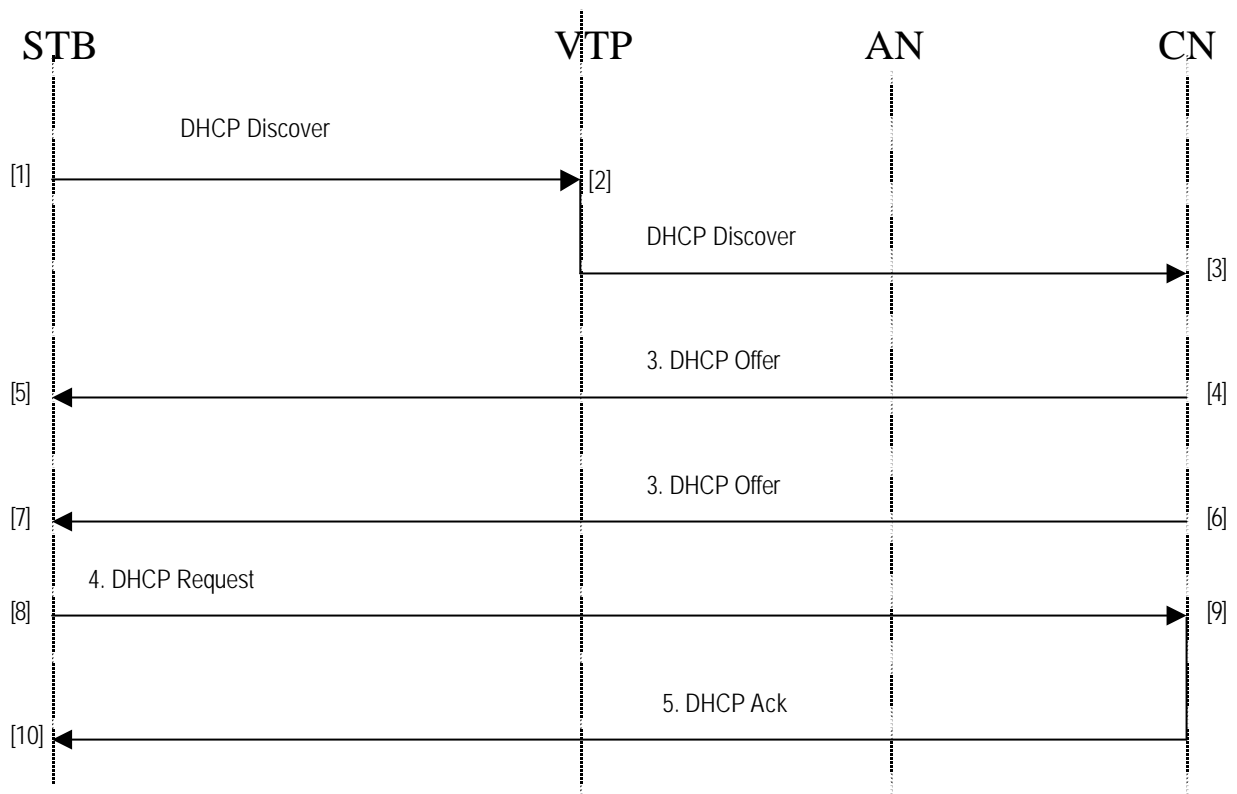 STB VTP AN CN
DHCP Discover
[1] [2]
DHCP Discover
[3]
3. DHCP Offer
[5] [4]
3. DHCP Offer
[7] [6]
4. DHCP Request
[8] [9]
5. DHCP Ack
[10]